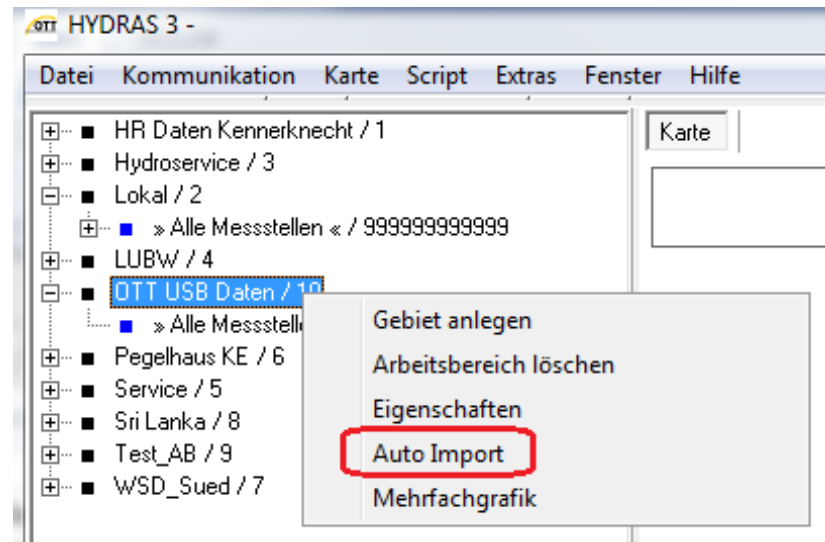 OTT HYDRAS 3 -
Datei Kommunikation Karte Script Extras Fenster Hilfe
HR Daten Kennerknecht / 1
Karte
Hydroservice / 3
Lokal / 2
» Alle Messstellen « / 999999999999
LUBW / 4
OTT USB Daten / 10
» Alle Messstell
Pegelhaus KE / 6
Service / 5
Sri Lanka / 8
Test_AB / 9
WSD_Sued / 7
Gebiet anlegen
Arbeitsbereich löschen
Eigenschaften
Auto Import
Mehrfachgrafik